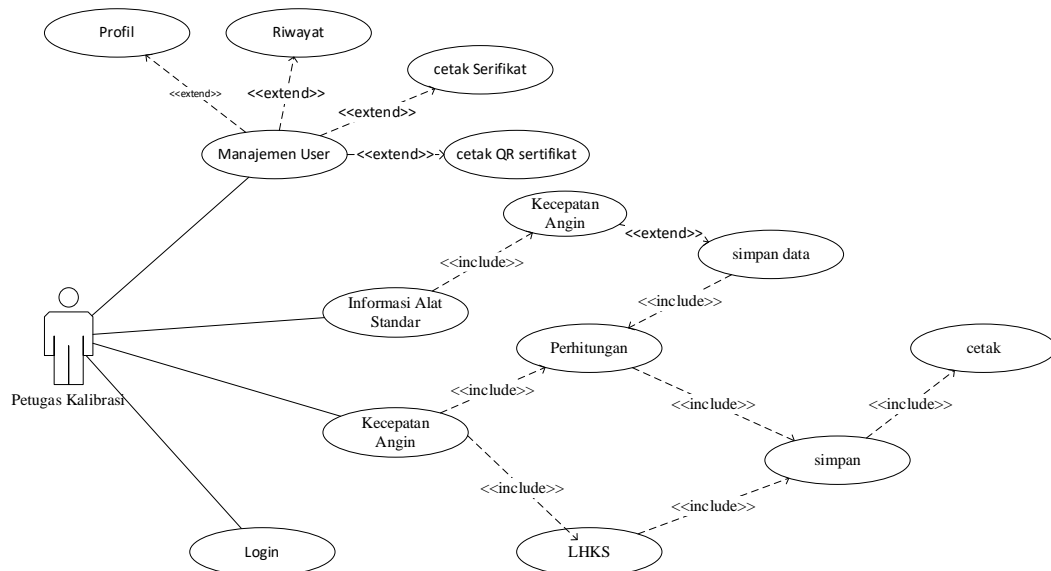 Profil
Riwayat
cetak Serifikat
<<extend>>
<<extend>>
<<extend>>
Manajemen User
<<extend>>
cetak QR sertifikat
Kecepatan
Angin
<<extend>>
simpan data
<<include>>
Informasi Alat
Standar
<<include>>
Perhitungan
cetak
Petugas Kalibrasi
<<include>>
<<include>>
<<include>>
Kecepatan
Angin
simpan
<<include>>
<<include>>
Login
LHKS